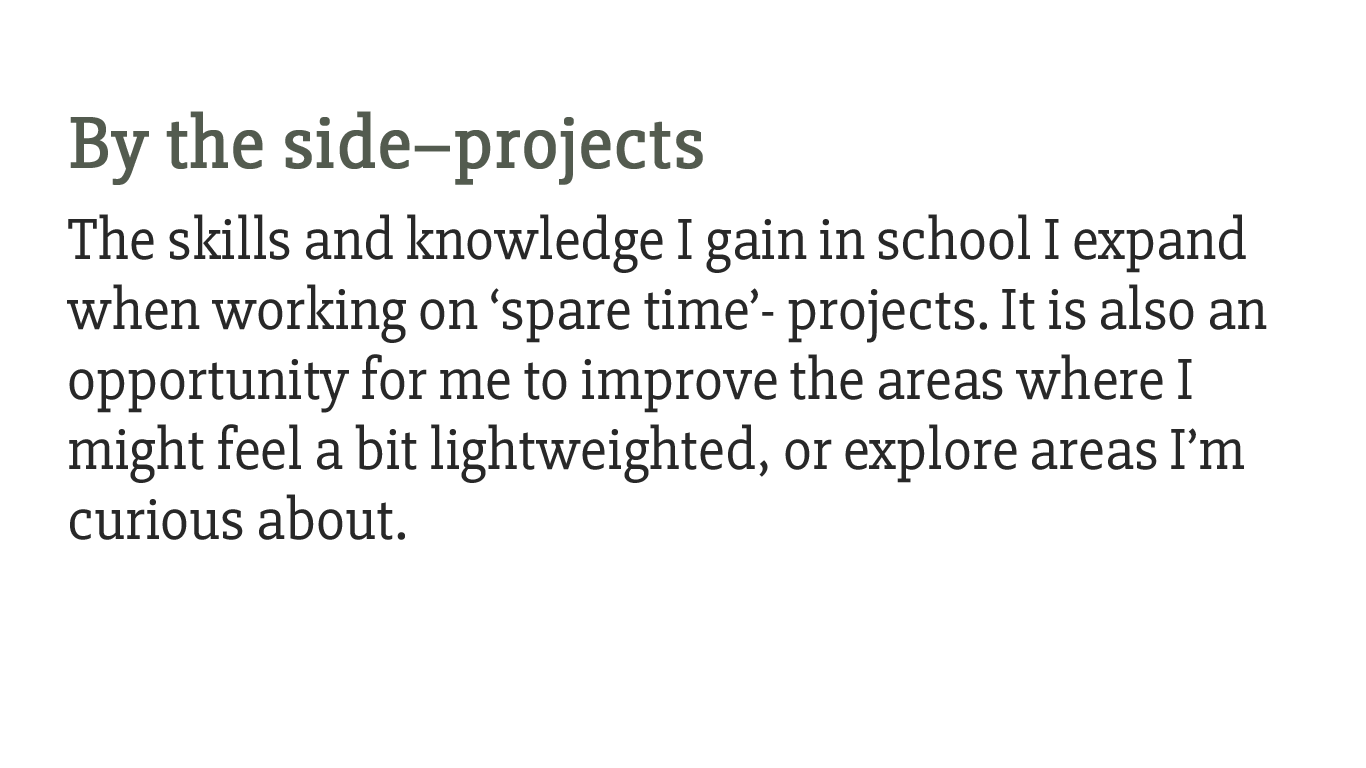 By the side–projects
The skills and knowledge I gain in school I expand
when working on ‘spare time’- projects. It is also an
opportunity for me to improve the areas where I
might feel a bit lightweighted, or explore areas I’m
curious about.